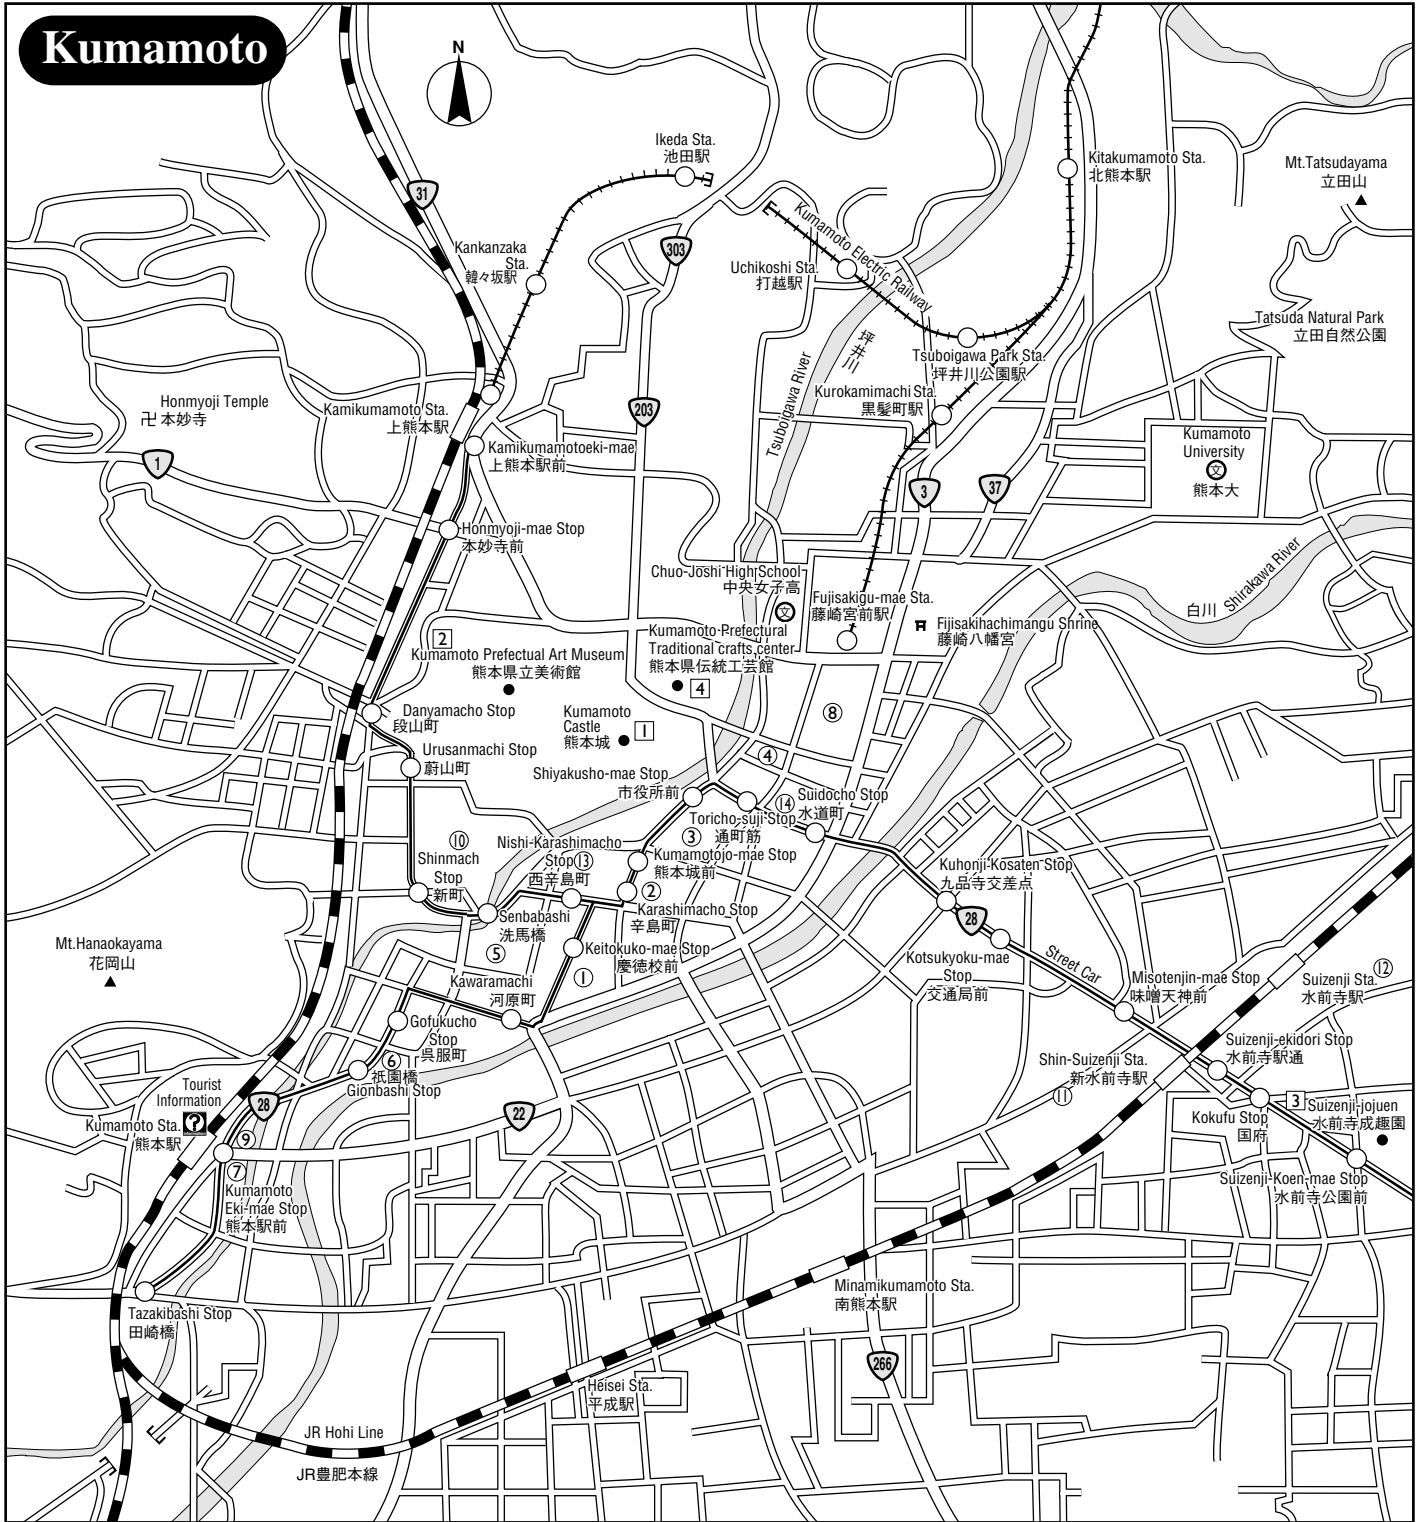 Kumamoto
N
Ikeda Sta.
池田駅
Kitakumamoto Sta.
北熊本駅
Mt.Tatsudayama
立田山
31
Kankanzaka
Sta.
韓々坂駅
303
Kumamoto Electric Railway
Uchikoshi Sta.
打越駅
Tatsuda Natural Park
立田自然公園
坪井川
Tsuboigawa River
Tsuboigawa Park Sta.
坪井川公園駅
Kurokamimachi Sta.
黒髪町駅
Honmyoji Temple
卍 本妙寺
Kamikumamoto Sta.
上熊本駅
203
Kamikumamotoeki-mae
上熊本駅前
Kumamoto
University
文
熊本大
1
3
37
Honmyoji-mae Stop
本妙寺前
Chuo-Joshi High School
中央女子高
文
Fujisakigu-mae Sta.
藤崎宮前駅
白川 Shirakawa River
Fijisakihachimangu Shrine
藤崎八幡宮
2
Kumamoto Prefectual Art Museum
熊本県立美術館
Kumamoto Prefectural
Traditional crafts center
熊本県伝統工芸館
4
Danyamacho Stop
段山町
Kumamoto
Castle
熊本城
1
⑧
Urusanmachi Stop
蔚山町
④
Shiyakusho-mae Stop
市役所前
⑭
Suidocho Stop
水道町
Toricho-suji Stop
通町筋
③
⑩
Shinmach
Stop
新町
Nishi-Karashimacho
Stop
西辛島町
⑬
Kumamotojo-mae Stop
熊本城前
②
Karashimacho Stop
辛島町
Kuhonji-Kosaten Stop
九品寺交差点
28
Senbabashi
洗馬橋
Mt.Hanaokayama
花岡山
⑤
Keitokuko-mae Stop
慶徳校前
Kotsukyoku-mae
Stop
交通局前
Street Car
Misotenjin-mae Stop
味噌天神前
Suizenji Sta.
水前寺駅
⑫
Kawaramachi
河原町
①
Gofukucho
Stop
呉服町
Suizenji-ekidori Stop
水前寺駅通
Shin-Suizenji Sta.
新水前寺駅
⑪
⑥
祇園橋
Gionbashi Stop
Tourist
Information
?
28
22
Kumamoto Sta.
熊本駅
⑨
⑦
Kokufu Stop
国府
3
Suizenji-jojuen
水前寺成趣園
Kumamoto
Eki-mae Stop
熊本駅前
Suizenji-Koen-mae Stop
水前寺公園前
Tazakibashi Stop
田崎橋
Minamikumamoto Sta.
南熊本駅
266
Heisei Sta.
平成駅
JR Hohi Line
JR豊肥本線